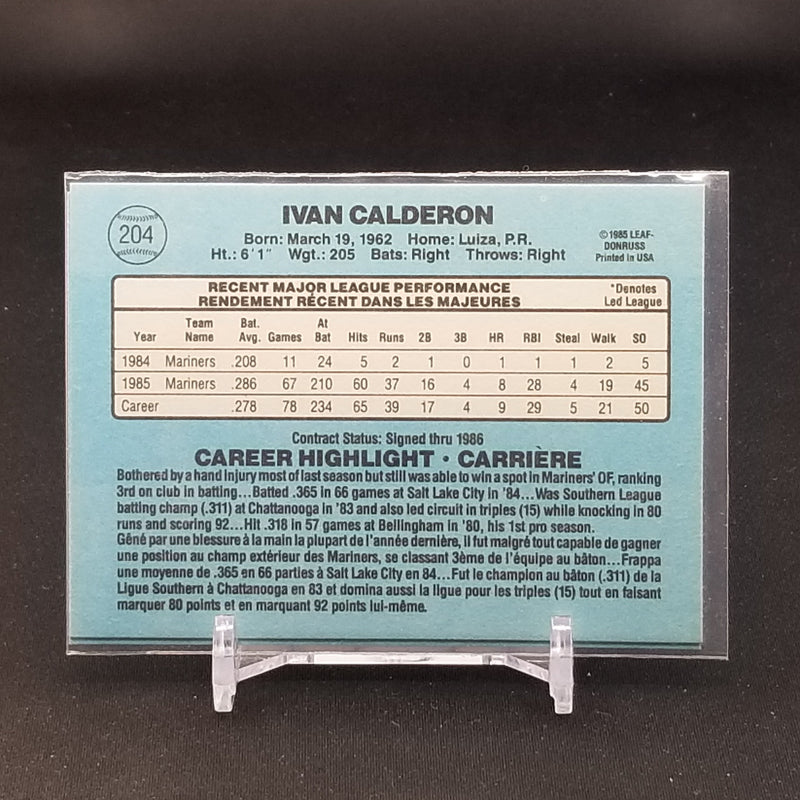 204
IVAN CALDERON
Born: March 19, 1962 Home: Luiza, P.R.
Ht.: 6'1" Wgt.: 205 Bats: Right Throws: Right
©1985 LEAF-
DONRUSS
Printed in USA
RECENT MAJOR LEAGUE PERFORMANCE
RENDEMENT RÉCENT DANS LES MAJEURES
*Denotes
Led League
Year Team Name Bat. Avg. Games At Bat Hits Runs 2B 3B HR RBI Steal Walk SO
1984 Mariners .208 11 24 5 2 1 0 1 1 1 2 5
1985 Mariners .286 67 210 60 37 16 4 8 28 4 19 45
Career .278 78 234 65 39 17 4 9 29 5 21 50
Contract Status: Signed thru 1986
CAREER HIGHLIGHT • CARRIÈRE
Bothered by a hand injury most of last season but still was able to win a spot in Mariners' OF, ranking
3rd on club in batting...Batted .365 in 66 games at Salt Lake City in '84...Was Southern League
batting champ (.311) at Chattanooga in '83 and also led circuit in triples (15) while knocking in 80
runs and scoring 92...Hit .318 in 57 games at Bellingham in '80, his 1st pro season.
Gêné par une blessure à la main la plupart de l'année dernière, il fut malgré tout capable de gagner
une position au champ extérieur des Mariners, se classant 3ème de l'équipe au bâton...Frappa
une moyenne de .365 en 66 parties à Salt Lake City en 84...Fut le champion au bâton (.311) de la
Ligue Southern à Chattanooga en 83 et domina aussi la ligue pour les triples (15) tout en faisant
marquer 80 points et en marquant 92 points lui-même.